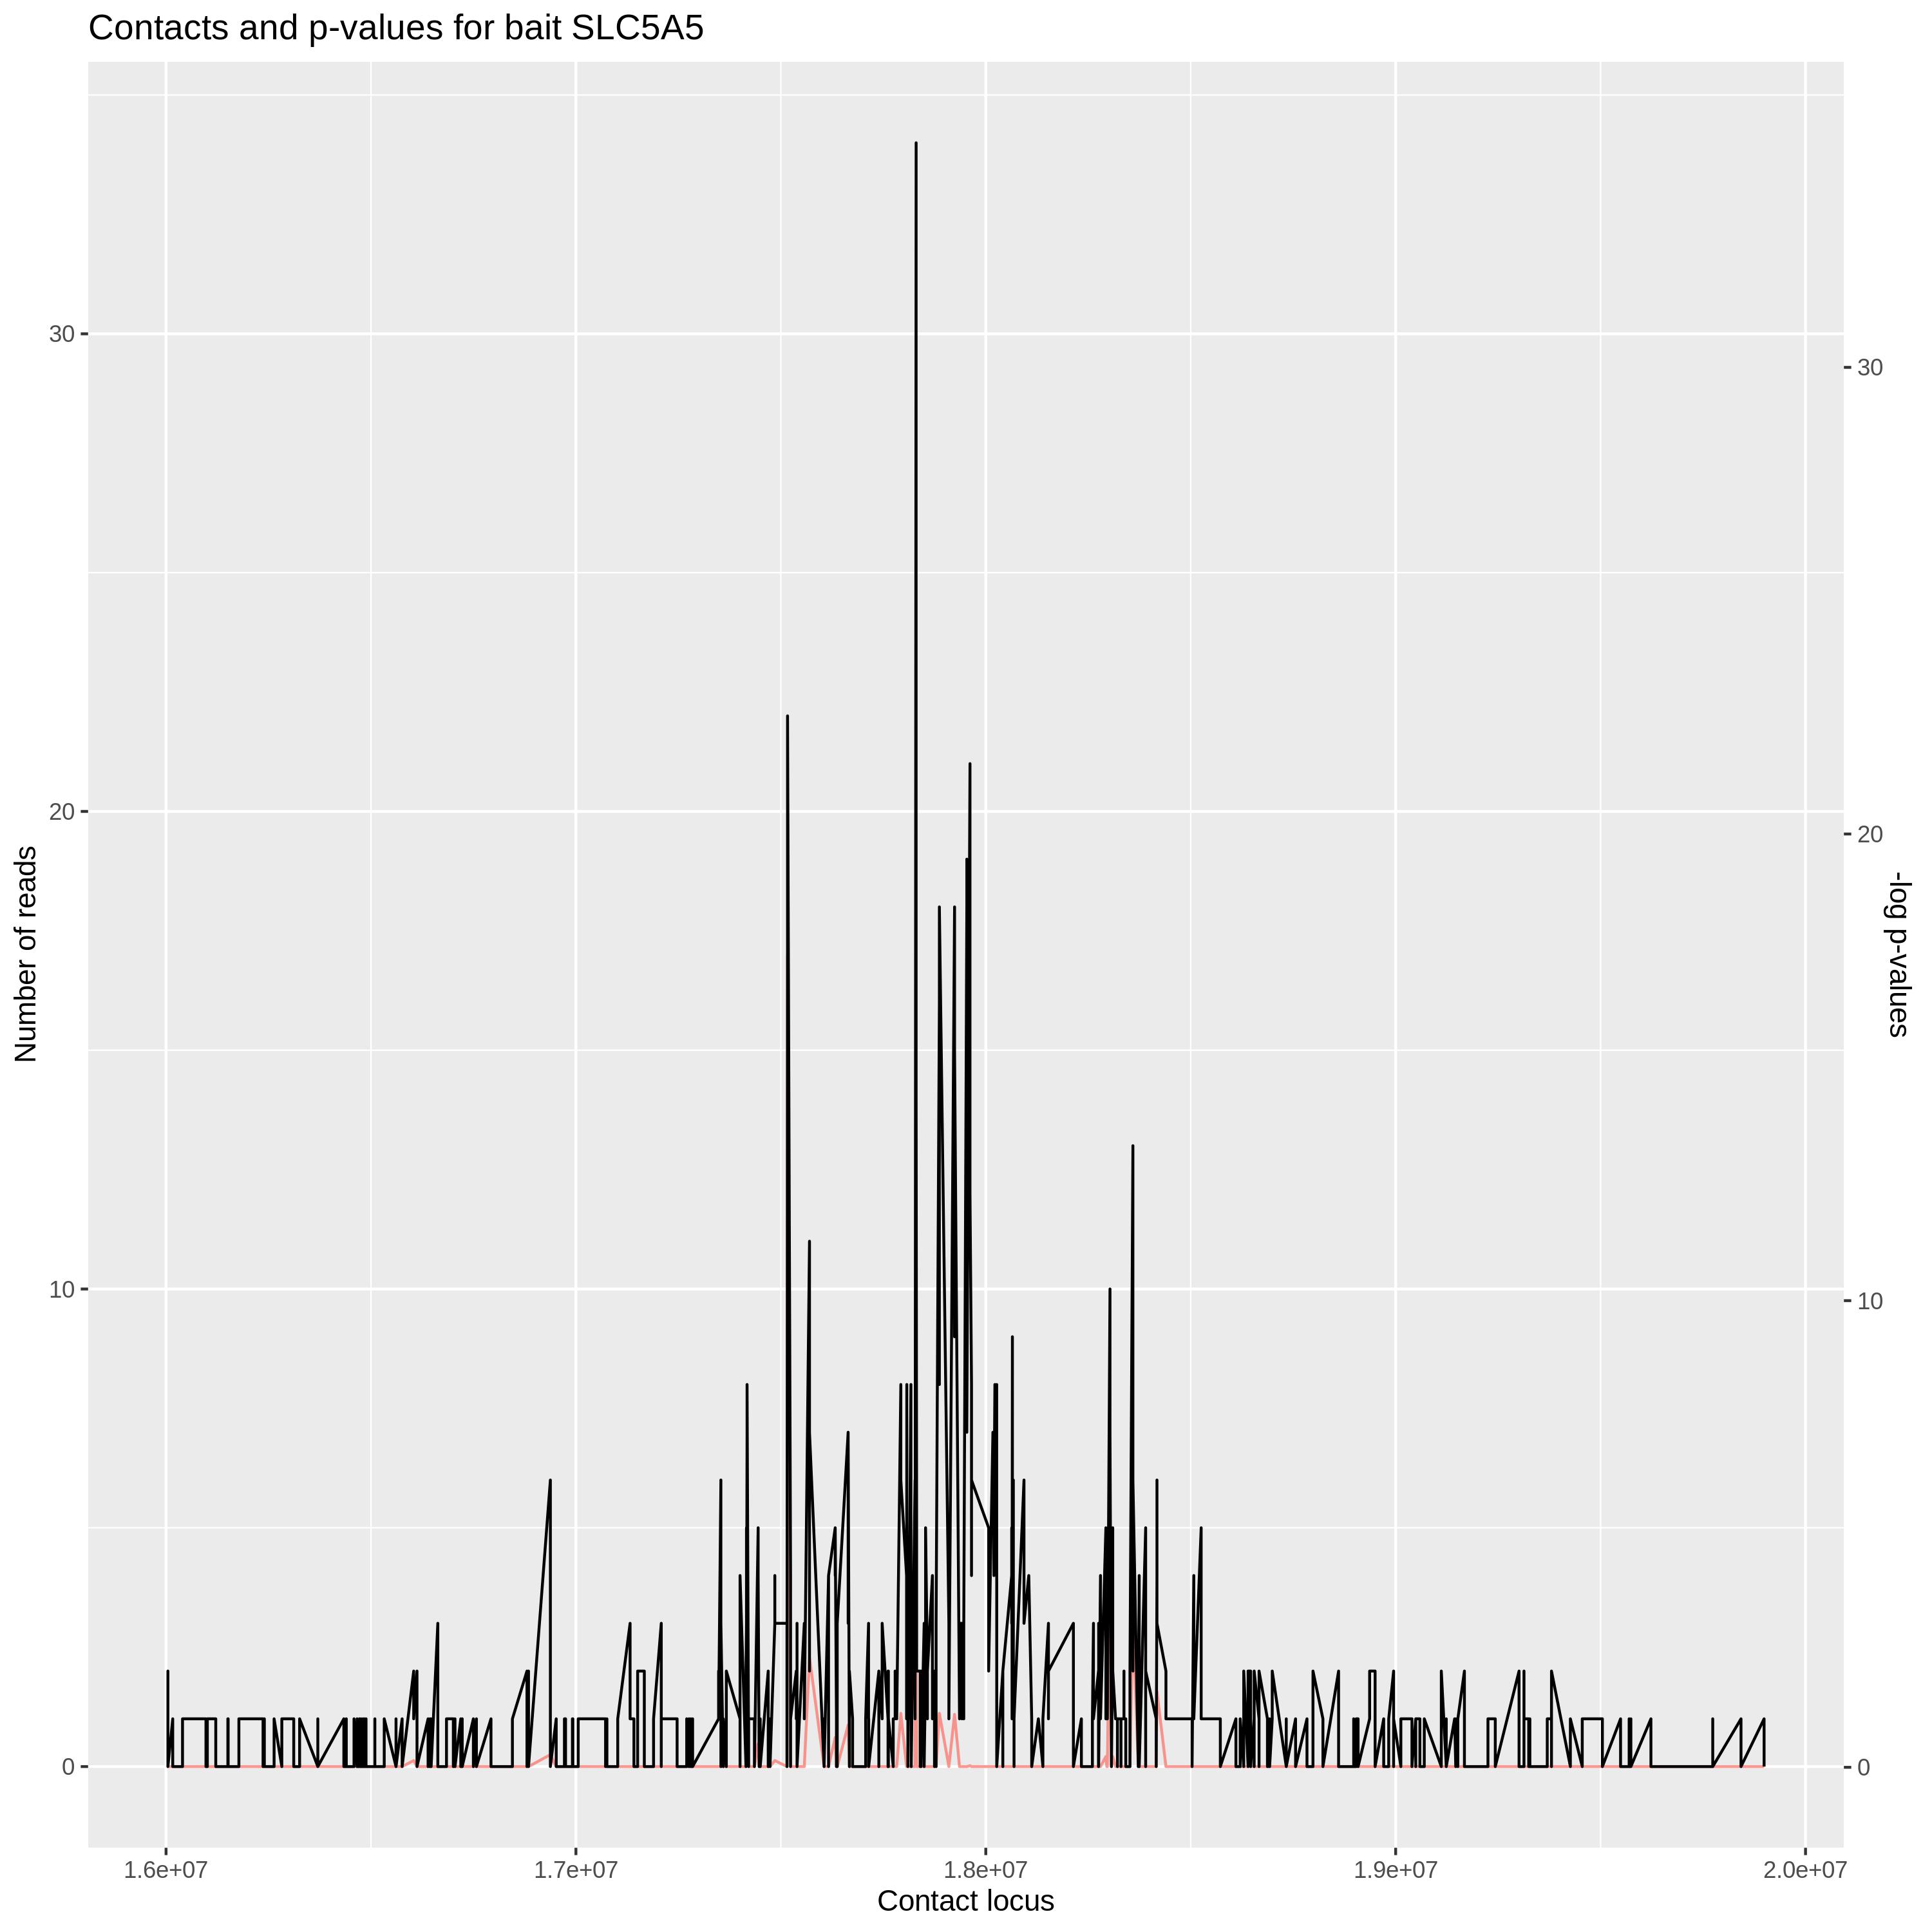 Contacts and p-values for bait SLC5A5
30
20
10
0
Number of reads
30
20
10
0
-log p-values
1.6e+07 1.7e+07 1.8e+07 1.9e+07 2.0e+07
Contact locus